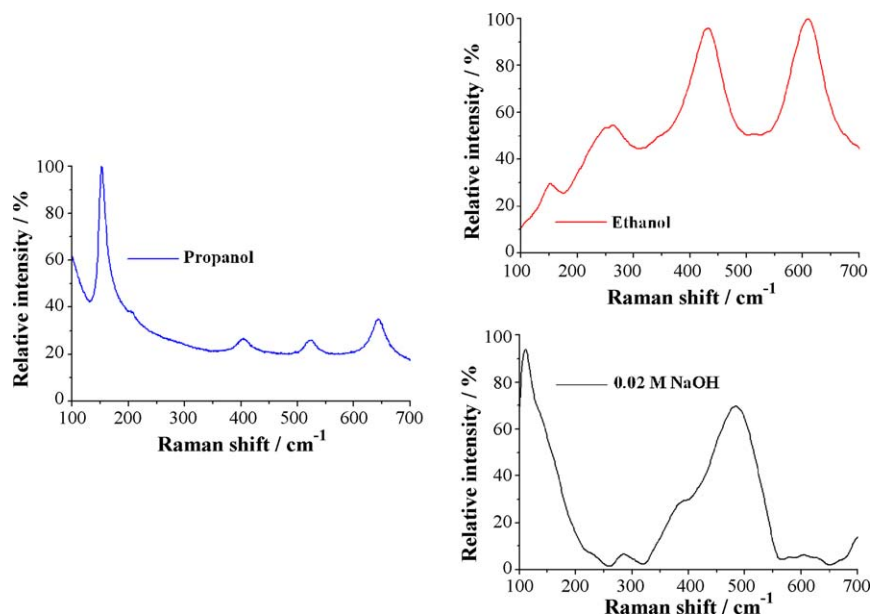 Relative intensity / %
100
80
60
40
20
0
Propanol
100 200 300 400 500 600 700
Raman shift / cm-1
Relative intensity / %
100
80
60
40
20
0
Ethanol
100 200 300 400 500 600 700
Raman shift / cm-1
Relative intensity / %
100
80
60
40
20
0
0.02 M NaOH
100 200 300 400 500 600 700
Raman shift / cm-1